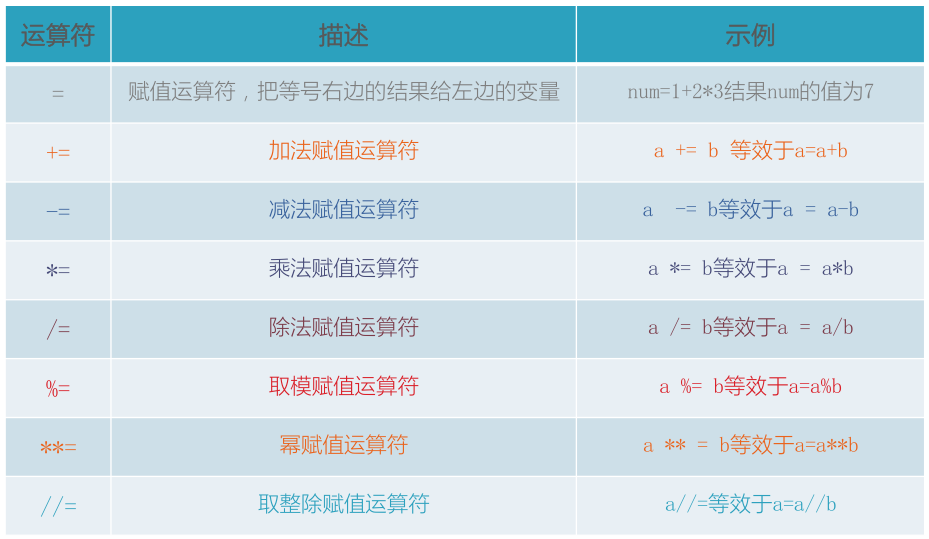 运算符 描述 示例
= 赋值运算符，把等号右边的结果给左边的变量 num=1+2*3结果num的值为7
+= 加法赋值运算符 a += b 等效于a=a+b
-= 减法赋值运算符 a  -= b等效于a = a-b
*= 乘法赋值运算符 a *= b等效于a = a*b
/= 除法赋值运算符 a /= b等效于a = a/b
%= 取模赋值运算符 a %= b等效于a=a%b
**= 幂赋值运算符 a ** = b等效于a=a**b
//= 取整除赋值运算符 a//=等效于a=a//b